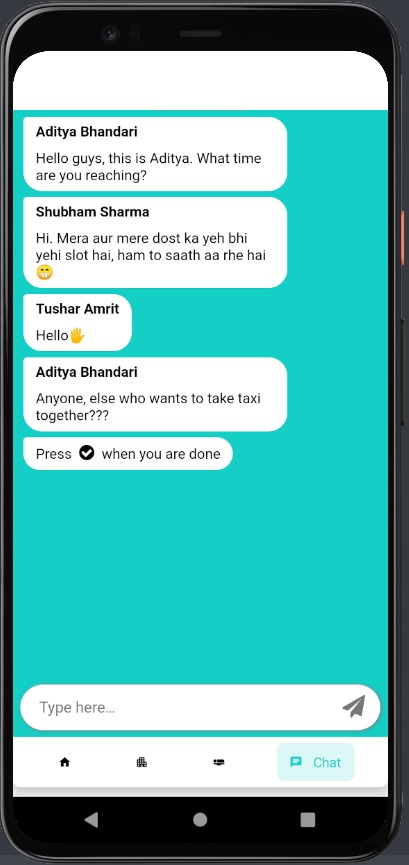 Aditya Bhandari
Hello guys, this is Aditya. What time
are you reaching?
Shubham Sharma
Hi. Mera aur mere dost ka yeh bhi
yehi slot hai, ham to saath aa rhe hai
😁
Tushar Amrit
Hello🖐
Aditya Bhandari
Anyone, else who wants to take taxi
together???
Press ✔ when you are done
Type here...
Chat